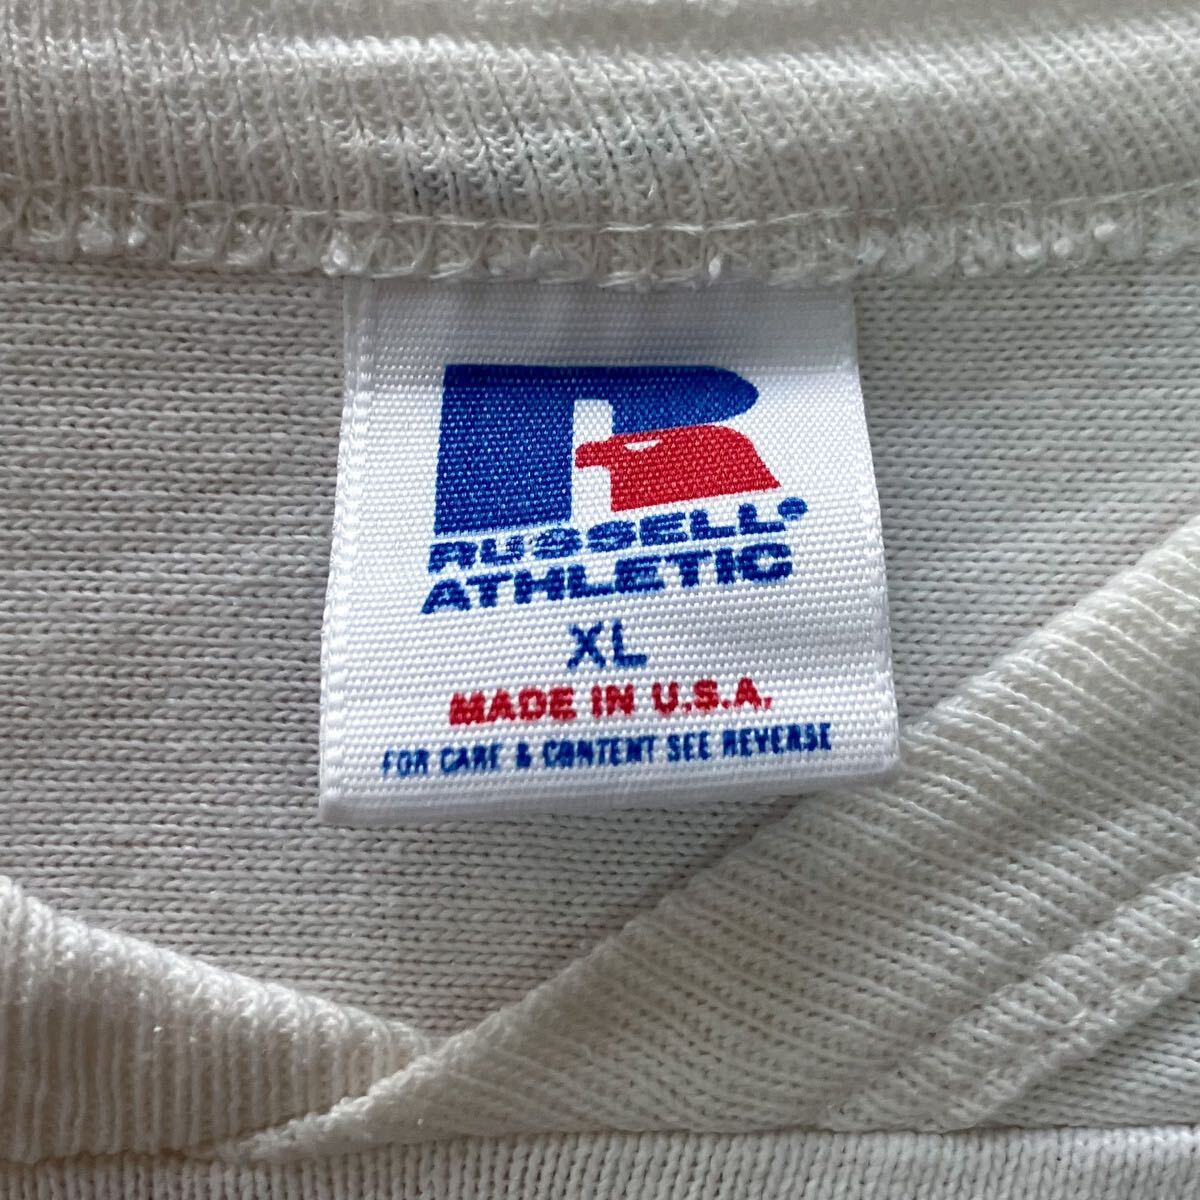 RUSSELL®
ATHLETIC
XL
MADE IN U.S.A.
FOR CARE & CONTENT SEE REVERSE